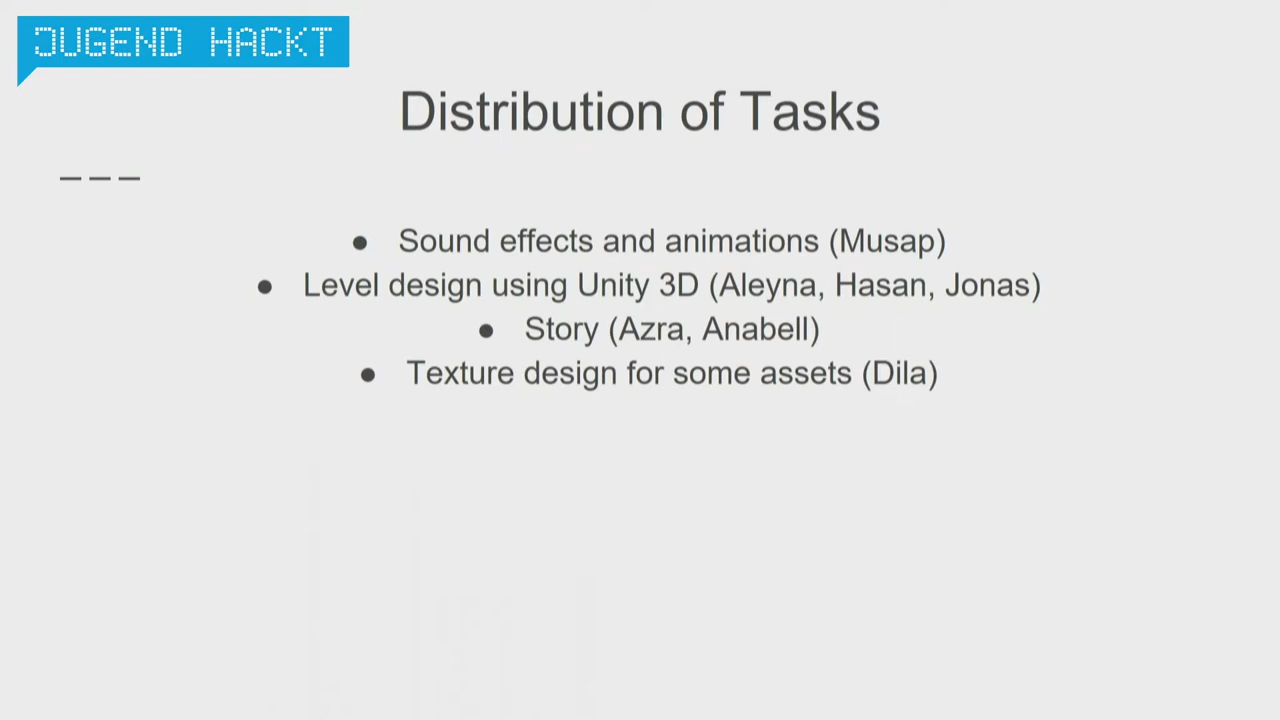 JUGEND HACKT
Distribution of Tasks
● Sound effects and animations (Musap)
● Level design using Unity 3D (Aleyna, Hasan, Jonas)
● Story (Azra, Anabell)
● Texture design for some assets (Dila)